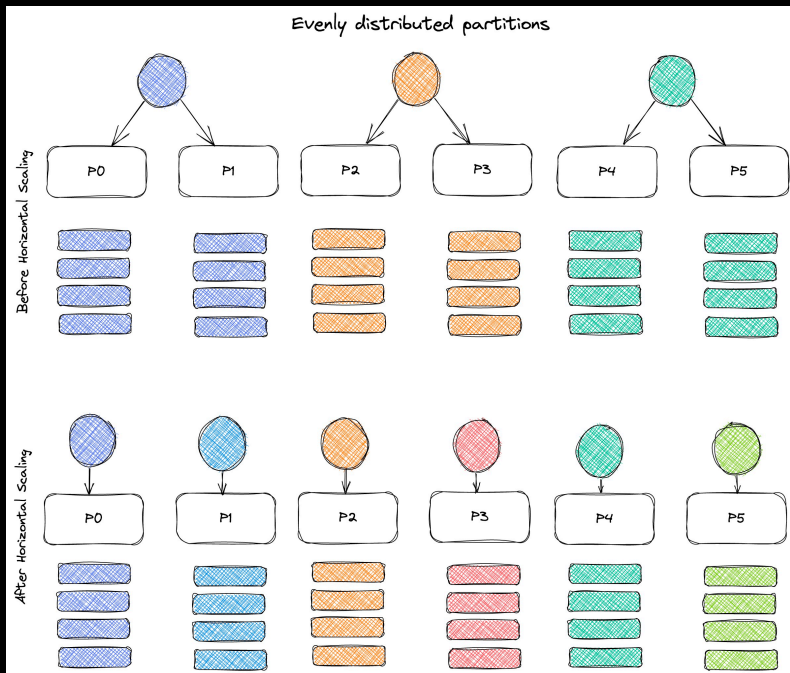 Evenly distributed partitions
Before Horizontal Scaling
P0
P1
P2
P3
P4
P5
After Horizontal Scaling
P0
P1
P2
P3
P4
P5